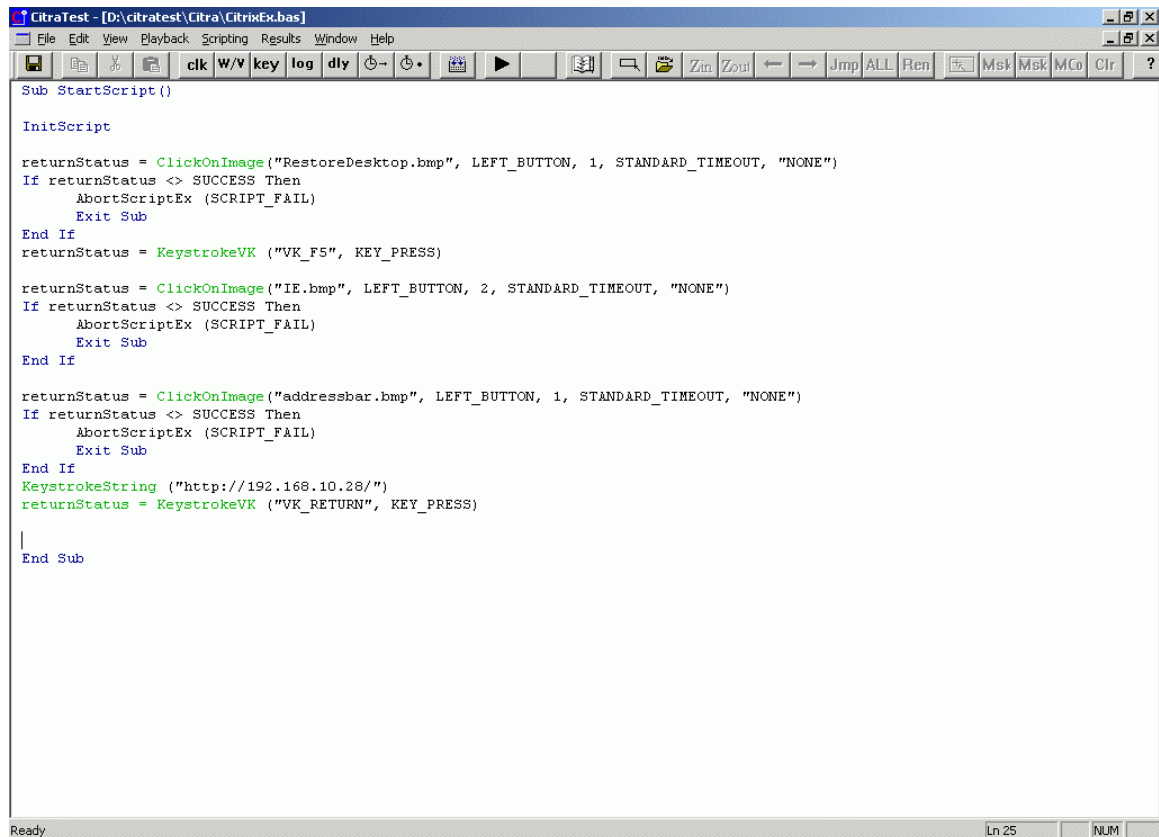 CitraTest - [D:\citratest\Citra\CitrixEx.bas]
File Edit View Playback Scripting Results Window Help
clk W/V key log dly Zin Zout Jmp ALL Ren Msk Msk MCo Clr ?
Sub StartScript()
InitScript
returnStatus = ClickOnImage("RestoreDesktop.bmp", LEFT_BUTTON, 1, STANDARD_TIMEOUT, "NONE")
If returnStatus <> SUCCESS Then
AbortScriptEx (SCRIPT_FAIL)
Exit Sub
End If
returnStatus = KeystrokeVK ("VK_F5", KEY_PRESS)
returnStatus = ClickOnImage("IE.bmp", LEFT_BUTTON, 2, STANDARD_TIMEOUT, "NONE")
If returnStatus <> SUCCESS Then
AbortScriptEx (SCRIPT_FAIL)
Exit Sub
End If
returnStatus = ClickOnImage("addressbar.bmp", LEFT_BUTTON, 1, STANDARD_TIMEOUT, "NONE")
If returnStatus <> SUCCESS Then
AbortScriptEx (SCRIPT_FAIL)
Exit Sub
End If
KeystrokeString ("http://192.168.10.28/")
returnStatus = KeystrokeVK ("VK_RETURN", KEY_PRESS)
End Sub
Ready Ln 25 NUM